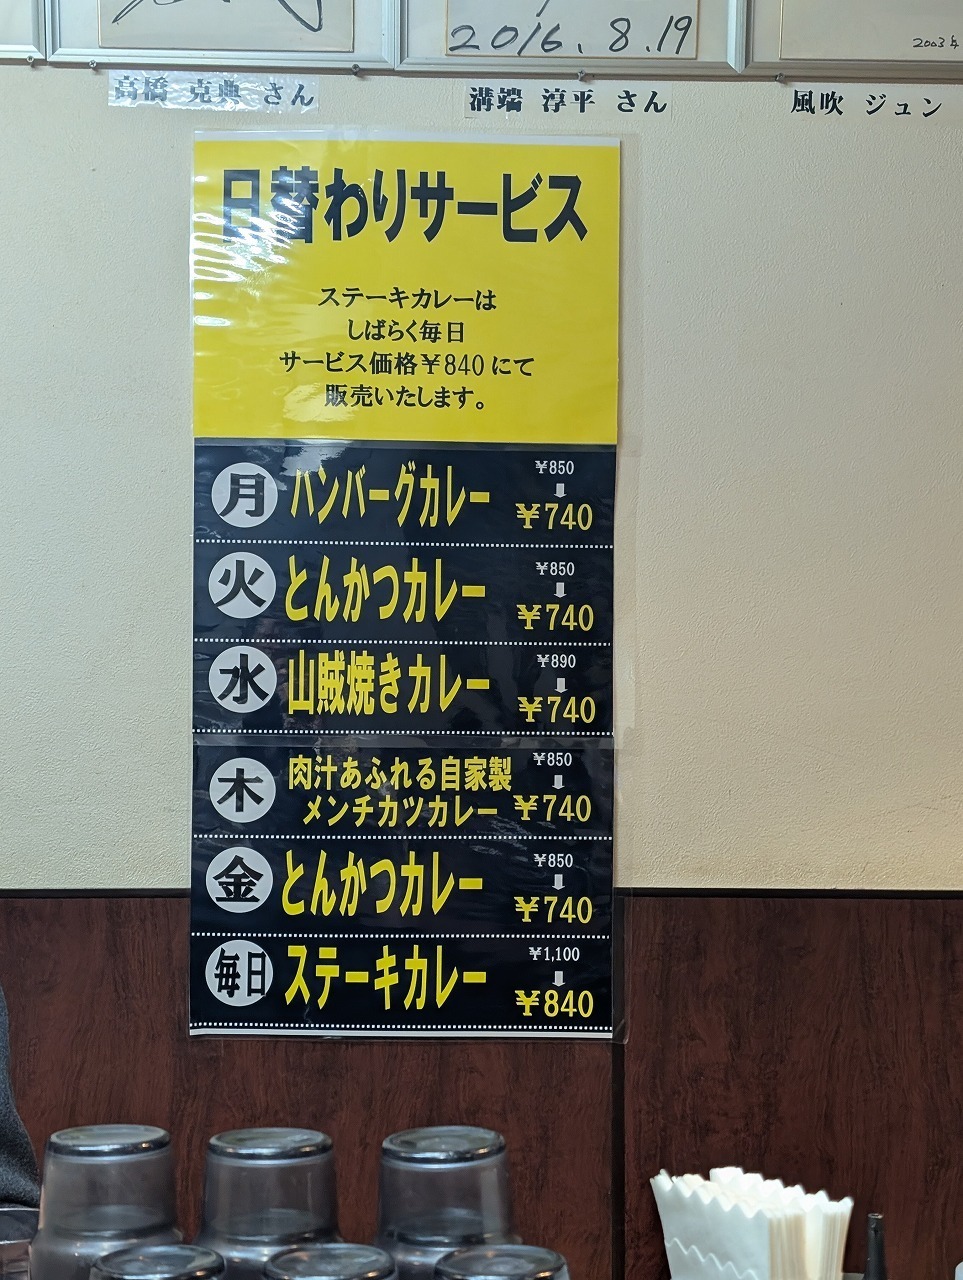 2016.8.19
2003年
高橋 克典 さん
溝端 淳平 さん
風吹 ジュン
日替わりサービス
ステーキカレーは
しばらく毎日
サービス価格¥840にて
販売いたします。
月 ハンバーグカレー ¥850 ⬇ ¥740
火 とんかつカレー ¥850 ⬇ ¥740
水 山賊焼きカレー ¥890 ⬇ ¥740
木 肉汁あふれる自家製
メンチカツカレー ¥850 ⬇ ¥740
金 とんかつカレー ¥850 ⬇ ¥740
毎日 ステーキカレー ¥1,100 ⬇ ¥840